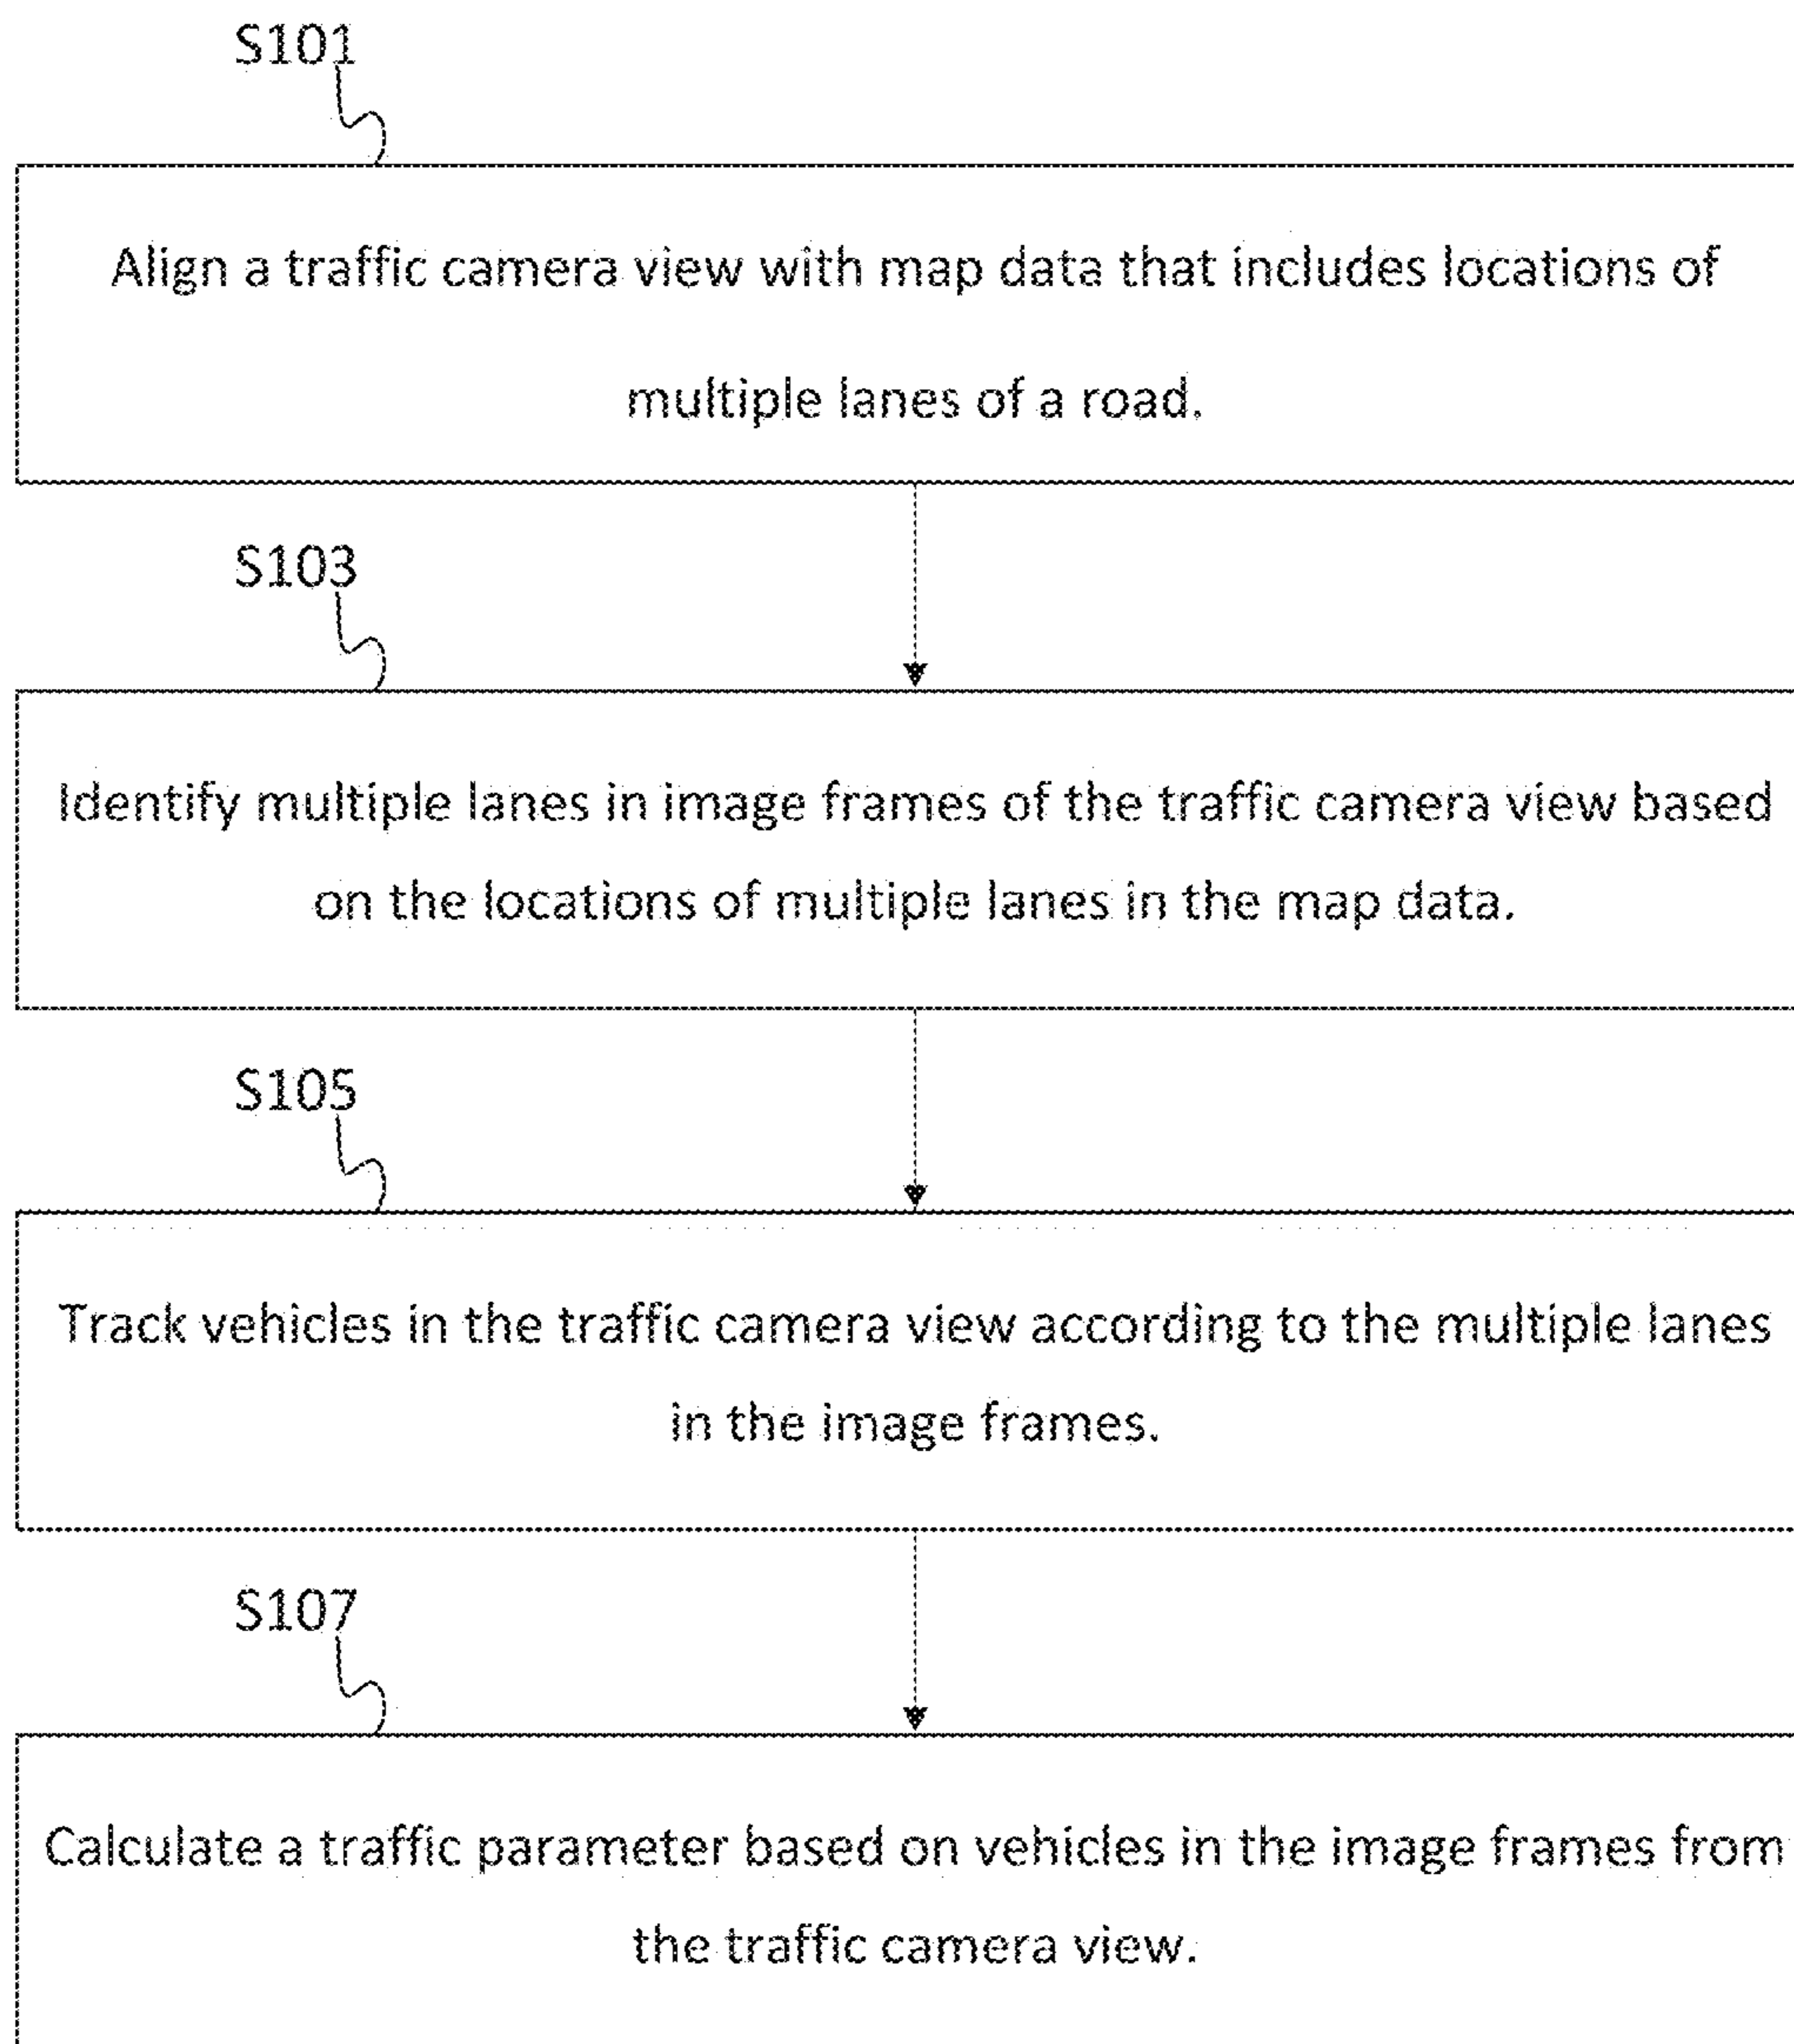 S101
Align a traffic camera view with map data that includes locations of
multiple lanes of a road.
S103
Identify multiple lanes in image frames of the traffic camera view based
on the locations of multiple lanes in the map data.
S105
Track vehicles in the traffic camera view according to the multiple lanes
in the image frames.
S107
Calculate a traffic parameter based on vehicles in the image frames from
the traffic camera view.